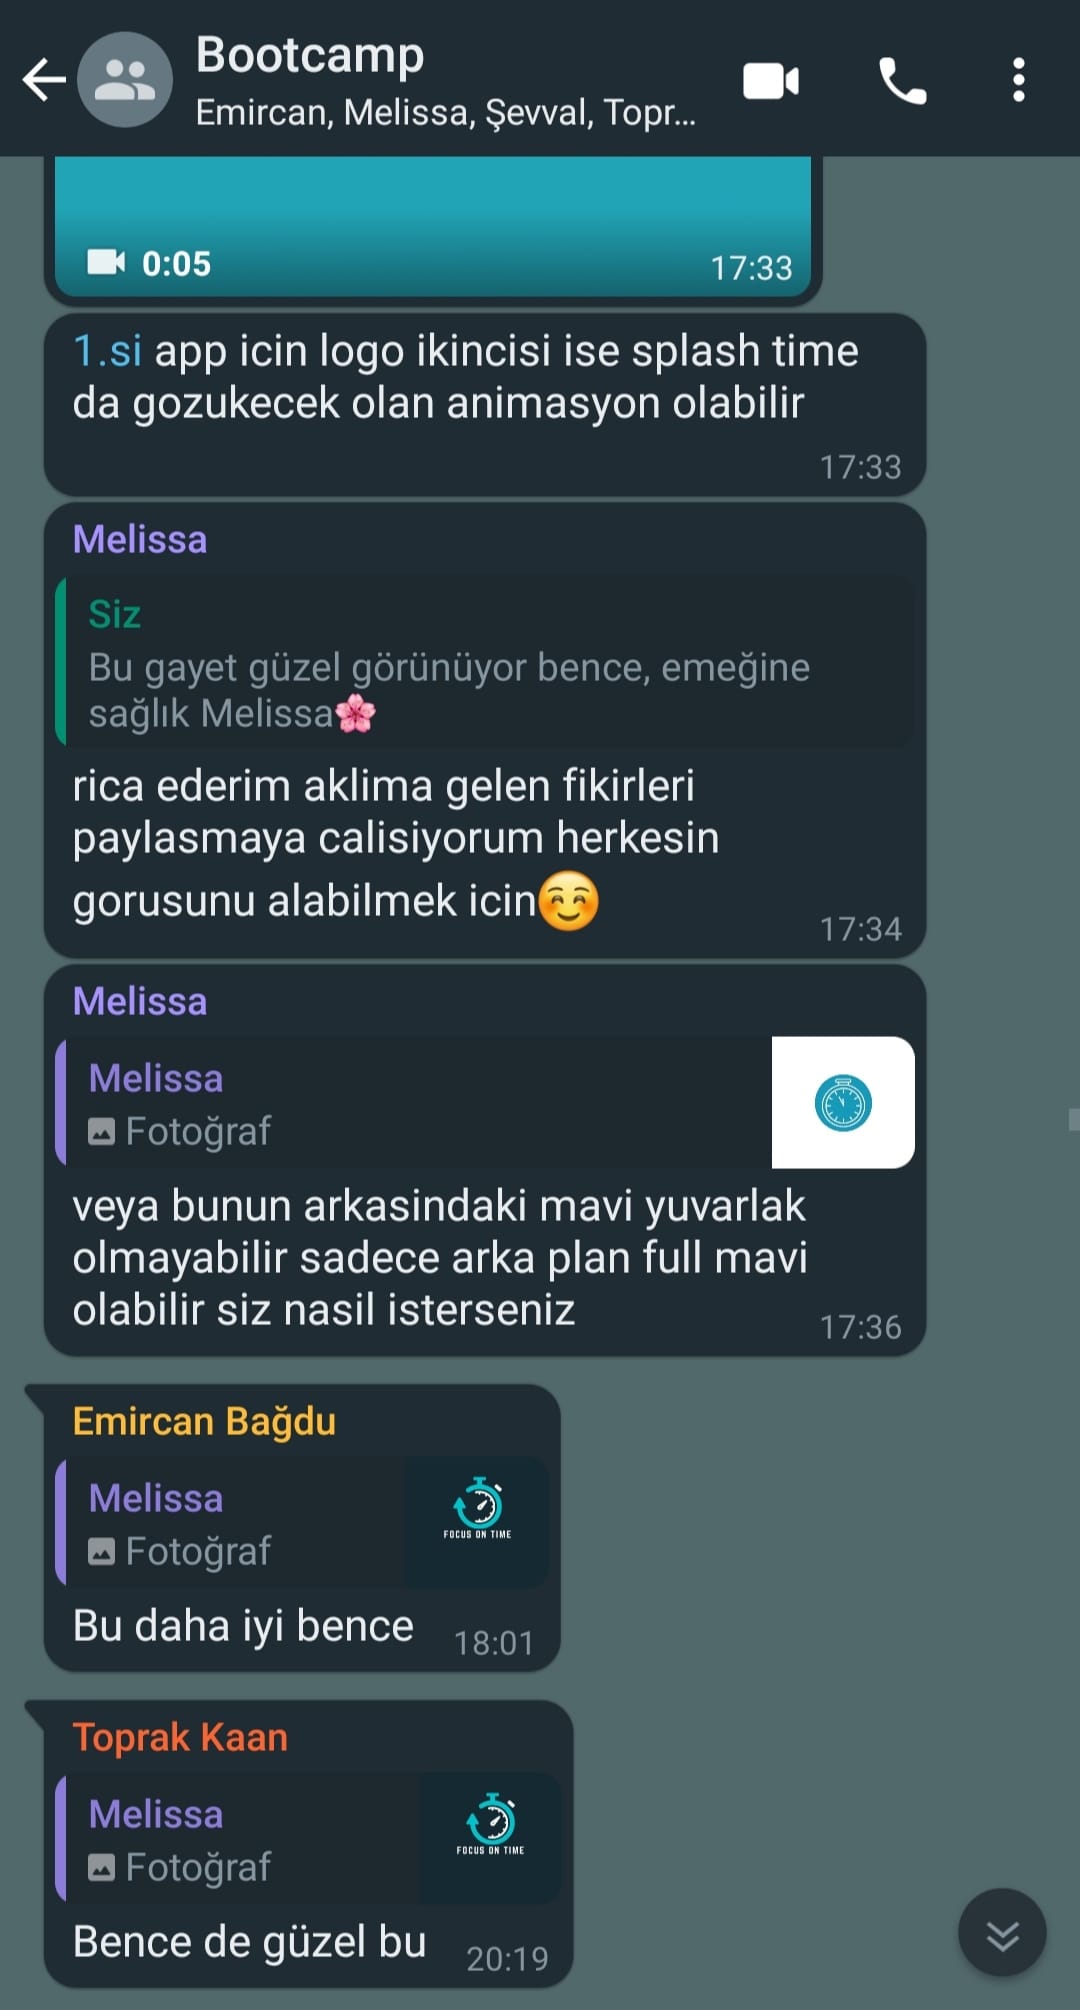 Bootcamp
Emircan, Melissa, Şevval, Topr...
0:05
17:33
1.si app icin logo ikincisi ise splash time
da gozukecek olan animasyon olabilir
17:33
Melissa
Siz
Bu gayet güzel görünüyor bence, emeğine
sağlık Melissa🌸
rica ederim aklima gelen fikirleri
paylasmaya calisiyorum herkesin
gorusunu alabilmek icin☺️
17:34
Melissa
Melissa
Fotoğraf
veya bunun arkasindaki mavi yuvarlak
olmayabilir sadece arka plan full mavi
olabilir siz nasil isterseniz
17:36
Emircan Bağdu
Melissa
Fotoğraf
FOCUS ON TIME
Bu daha iyi bence
18:01
Toprak Kaan
Melissa
Fotoğraf
FOCUS ON TIME
Bence de güzel bu
20:19